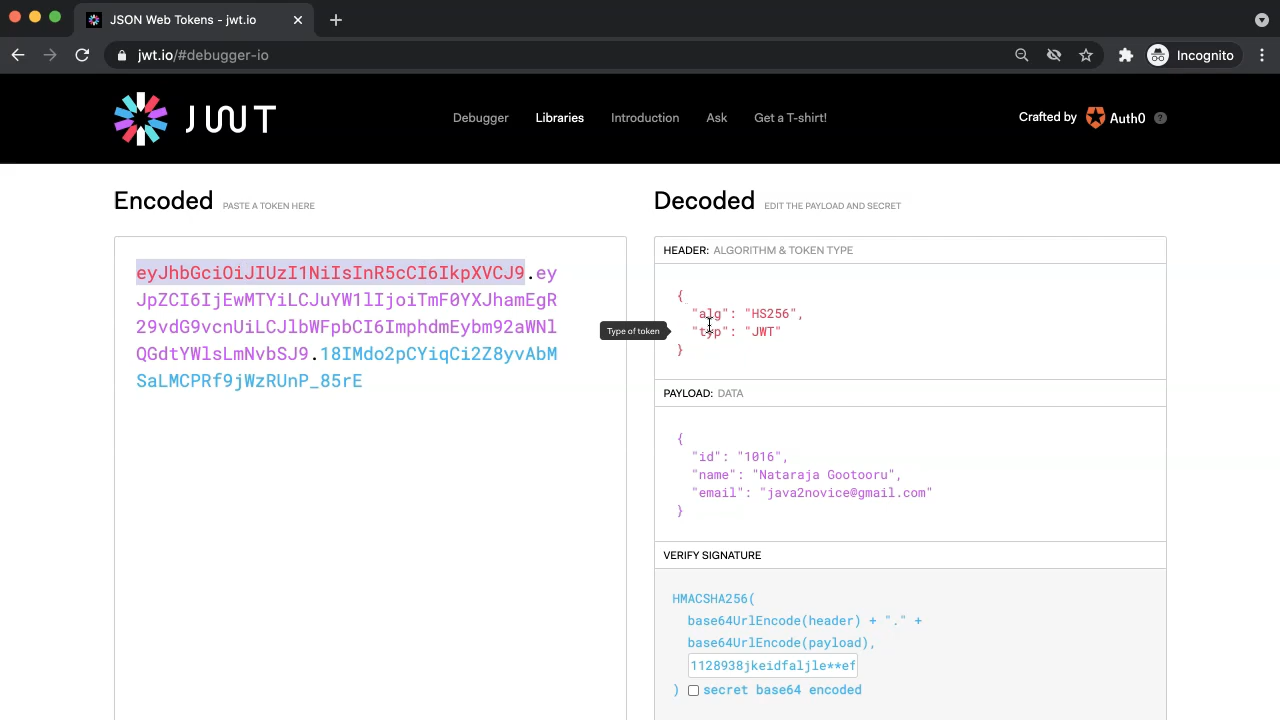 JSON Web Tokens - jwt.io
jwt.io/#debugger-io
Incognito
JWT
Debugger
Libraries
Introduction
Ask
Get a T-shirt!
Crafted by Auth0 ?
Encoded PASTE A TOKEN HERE
eyJhbGciOiJIUzI1NiIsInR5cCI6IkpXVCJ9.ey
JpZCI6IjEwMTYiLCJuYW1lIjoiTmF0YXJhamEgR
29vdG9vcnUiLCJlbWFpbCI6ImphdmEybm92aWNl
QGdtYWlsLmNvbSJ9.18IMdo2pCYiqCi2Z8yvAbM
SaLMCPRf9jWzRUnP_85rE
Decoded EDIT THE PAYLOAD AND SECRET
HEADER: ALGORITHM & TOKEN TYPE
{
"alg": "HS256",
Type of token
"typ": "JWT"
}
PAYLOAD: DATA
{
"id": "1016",
"name": "Nataraja Gootooru",
"email": "java2novice@gmail.com"
}
VERIFY SIGNATURE
HMACSHA256(
base64UrlEncode(header) + "." +
base64UrlEncode(payload),
1128938jkeidfaljle**ef
) secret base64 encoded